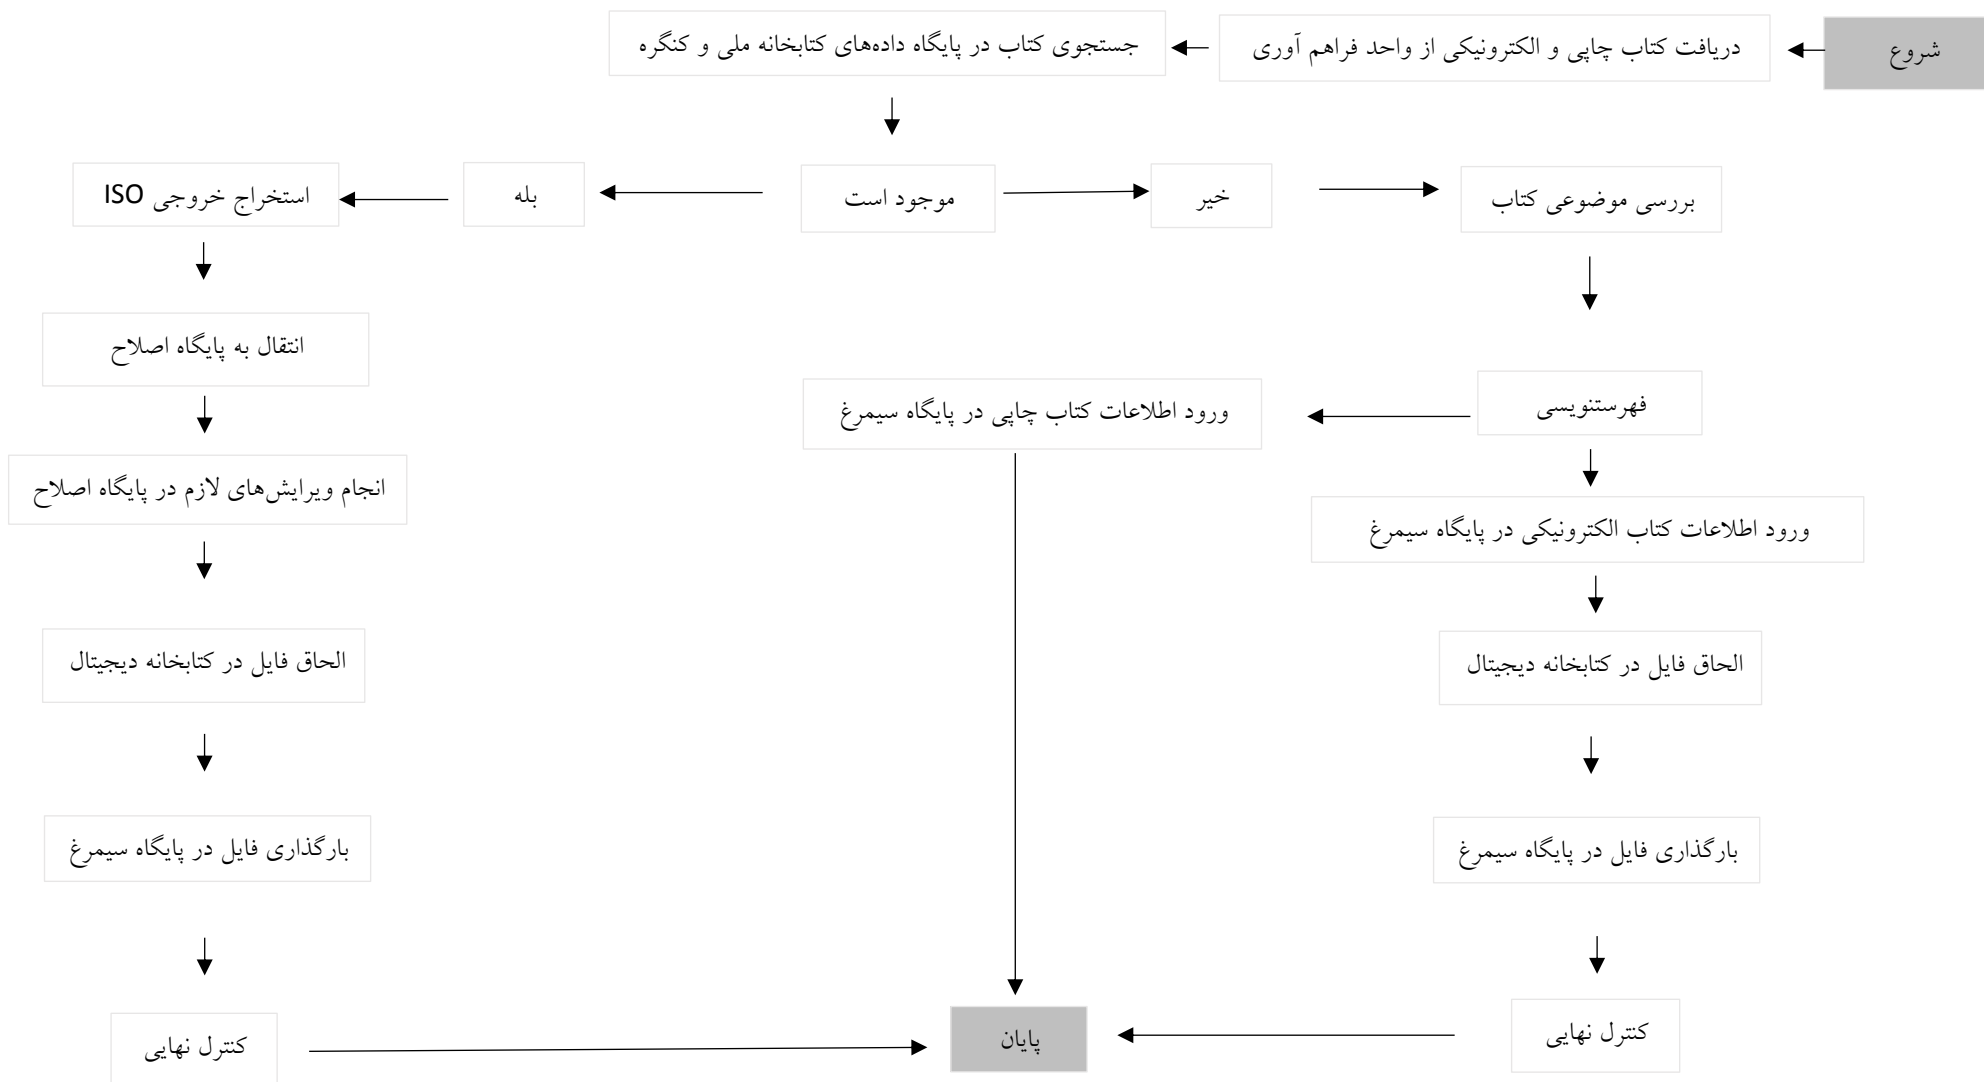 شروع
دریافت کتاب چاپی و الکترونیکی از واحد فراهم آوری
جستجوی کتاب در پایگاه داده‌های کتابخانه ملی و کنگره
موجود است
خیر
بررسی موضوعی کتاب
بله
استخراج خروجی ISO
انتقال به پایگاه اصلاح
فهرستنویسی
ورود اطلاعات کتاب چاپی در پایگاه سیمرغ
انجام ویرایش‌های لازم در پایگاه اصلاح
ورود اطلاعات کتاب الکترونیکی در پایگاه سیمرغ
الحاق فایل در کتابخانه دیجیتال
الحاق فایل در کتابخانه دیجیتال
بارگذاری فایل در پایگاه سیمرغ
بارگذاری فایل در پایگاه سیمرغ
کنترل نهایی
پایان
کنترل نهایی